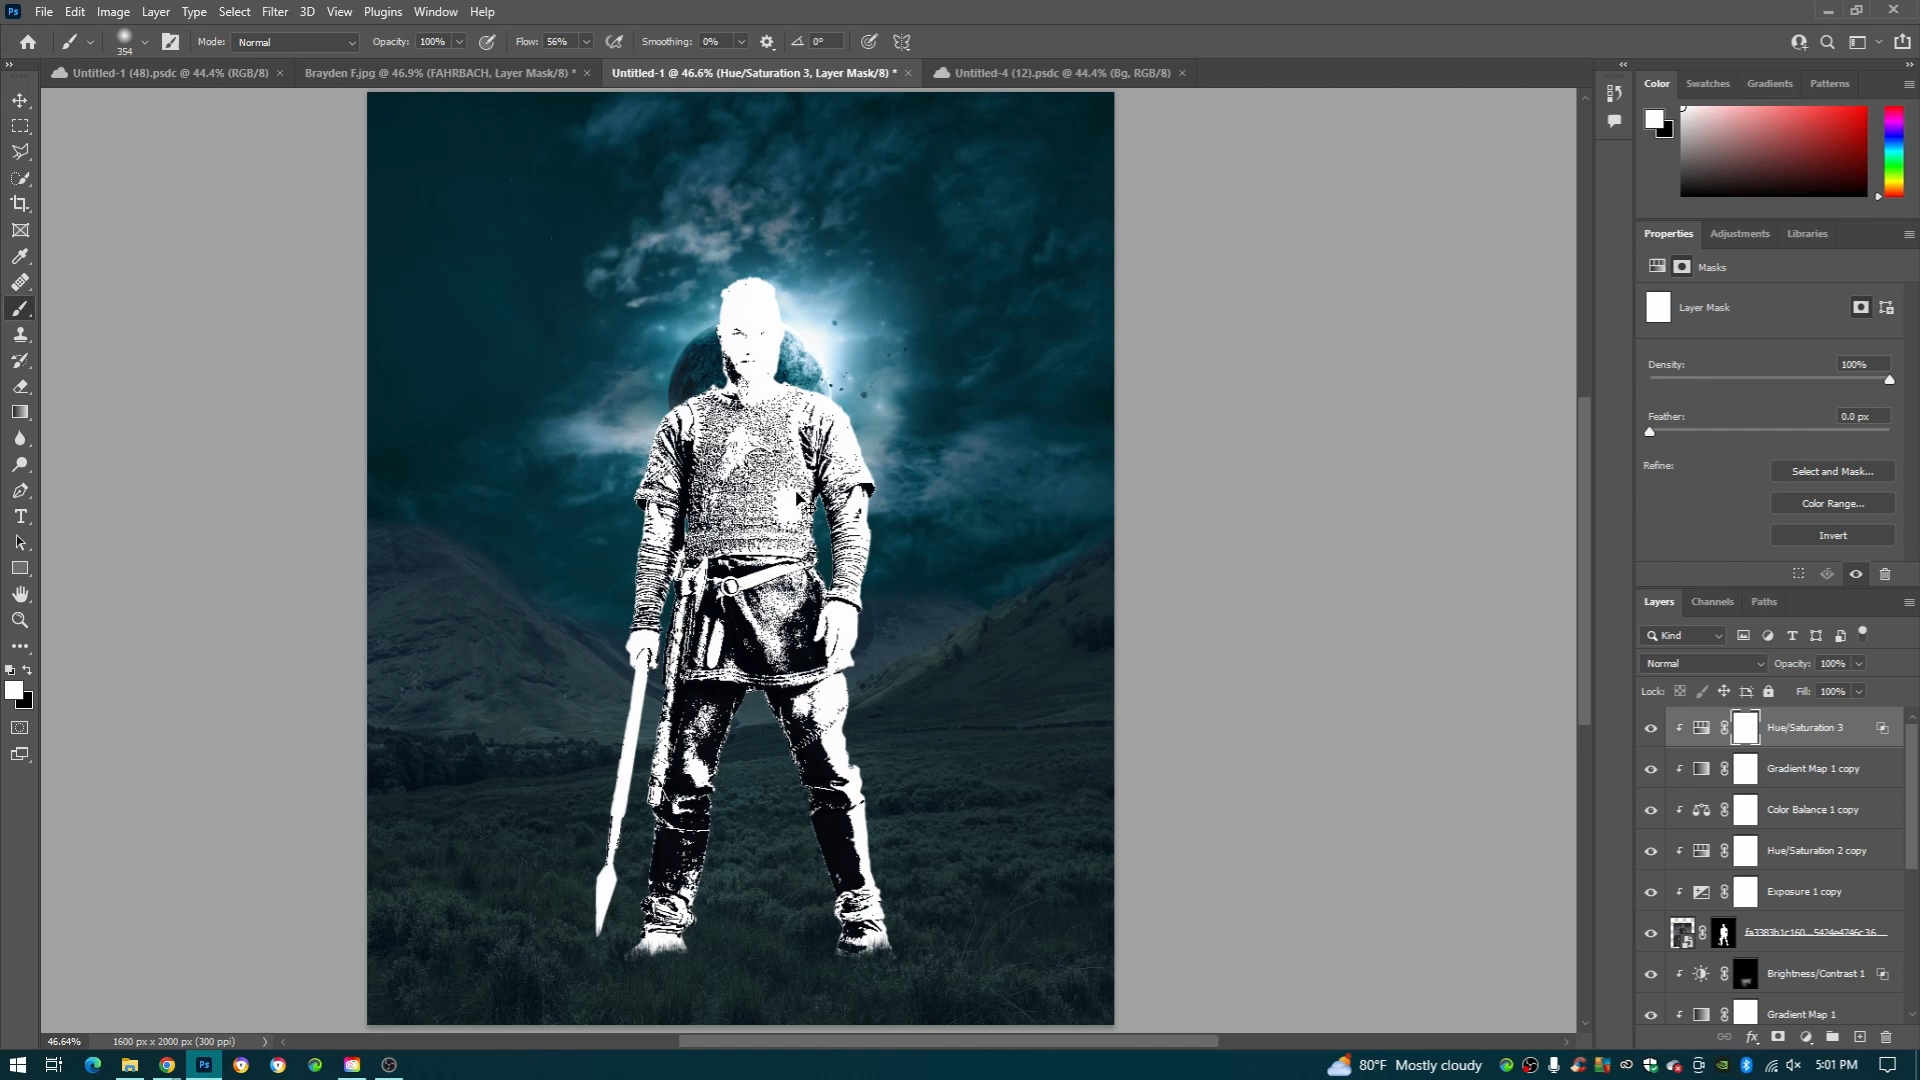 Ps File Edit Image Layer Type Select Filter 3D View Plugins Window Help
354 Mode: Normal Opacity: 100% Flow: 56% Smoothing: 0% 0°
Untitled-1 (48).psdc @ 44.4% (RGB/8) × Brayden F.jpg @ 46.9% (FAHRBACH, Layer Mask/8) * × Untitled-1 @ 46.6% (Hue/Saturation 3, Layer Mask/8) * × Untitled-4 (12).psdc @ 44.4% (Bg, RGB/8) ×
Color Swatches Gradients Patterns
Properties Adjustments Libraries
Masks
Layer Mask
Density: 100%
Feather: 0.0 px
Refine: Select and Mask...
Color Range...
Invert
Layers Channels Paths
Kind
Normal Opacity: 100%
Lock: Fill: 100%
Hue/Saturation 3
Gradient Map 1 copy
Color Balance 1 copy
Hue/Saturation 2 copy
Exposure 1 copy
fa3383b1c160...5424e4746c36...
Brightness/Contrast 1
Gradient Map 1
46.64% 1600 px x 2000 px (300 ppi)
Ps 80°F Mostly cloudy 5:01 PM